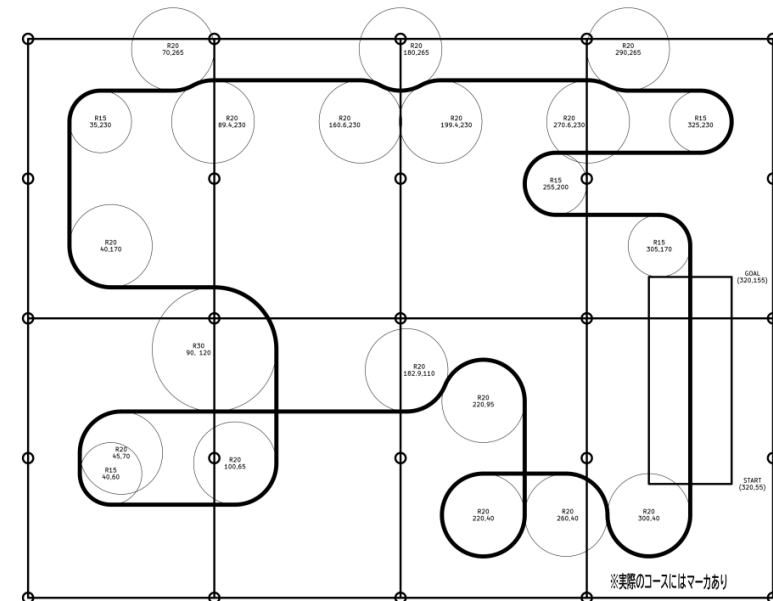 R20
70,265
R20
180,265
R20
290,265
R15
35,230
R20
89.4,230
R20
160.6,230
R20
199.4,230
R20
270.6,230
R15
325,230
R15
255,200
R20
40,170
R15
305,170
GOAL
(320,155)
R30
90, 120
R20
182.9,110
R20
220,95
R20
45,70
R15
40,60
R20
100,65
START
(320,55)
R20
220,40
R20
260,40
R20
300,40
※実際のコースにはマーカあり